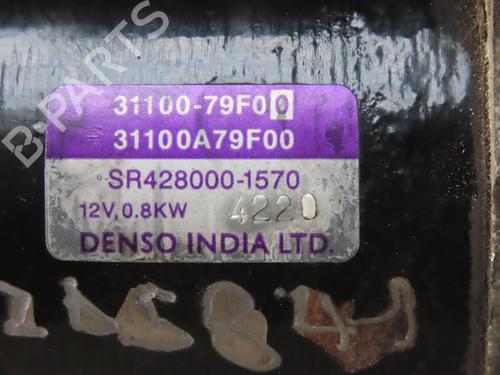 31100-79F00
31100A79F00
SR428000-1570
12V, 0.8KW 4220
DENSO INDIA LTD.
B-PARTS